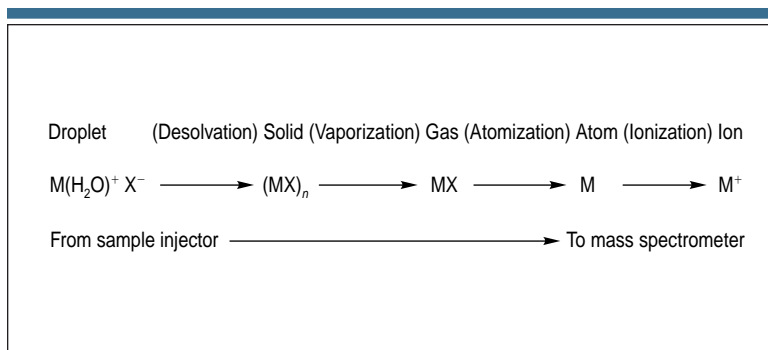 Droplet (Desolvation) Solid (Vaporization) Gas (Atomization) Atom (Ionization) Ion
M(H₂O)⁺ X⁻ → (MX)ₙ → MX → M → M⁺
From sample injector → To mass spectrometer